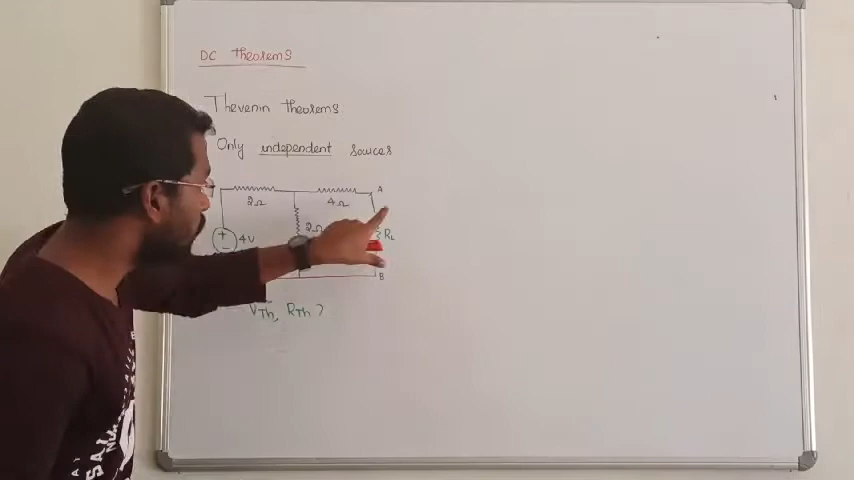 DC Theorems
Thevenin theorems
Only independent sources
2Ω 4Ω A
2Ω
4V RL
B
VTh, RTh ?